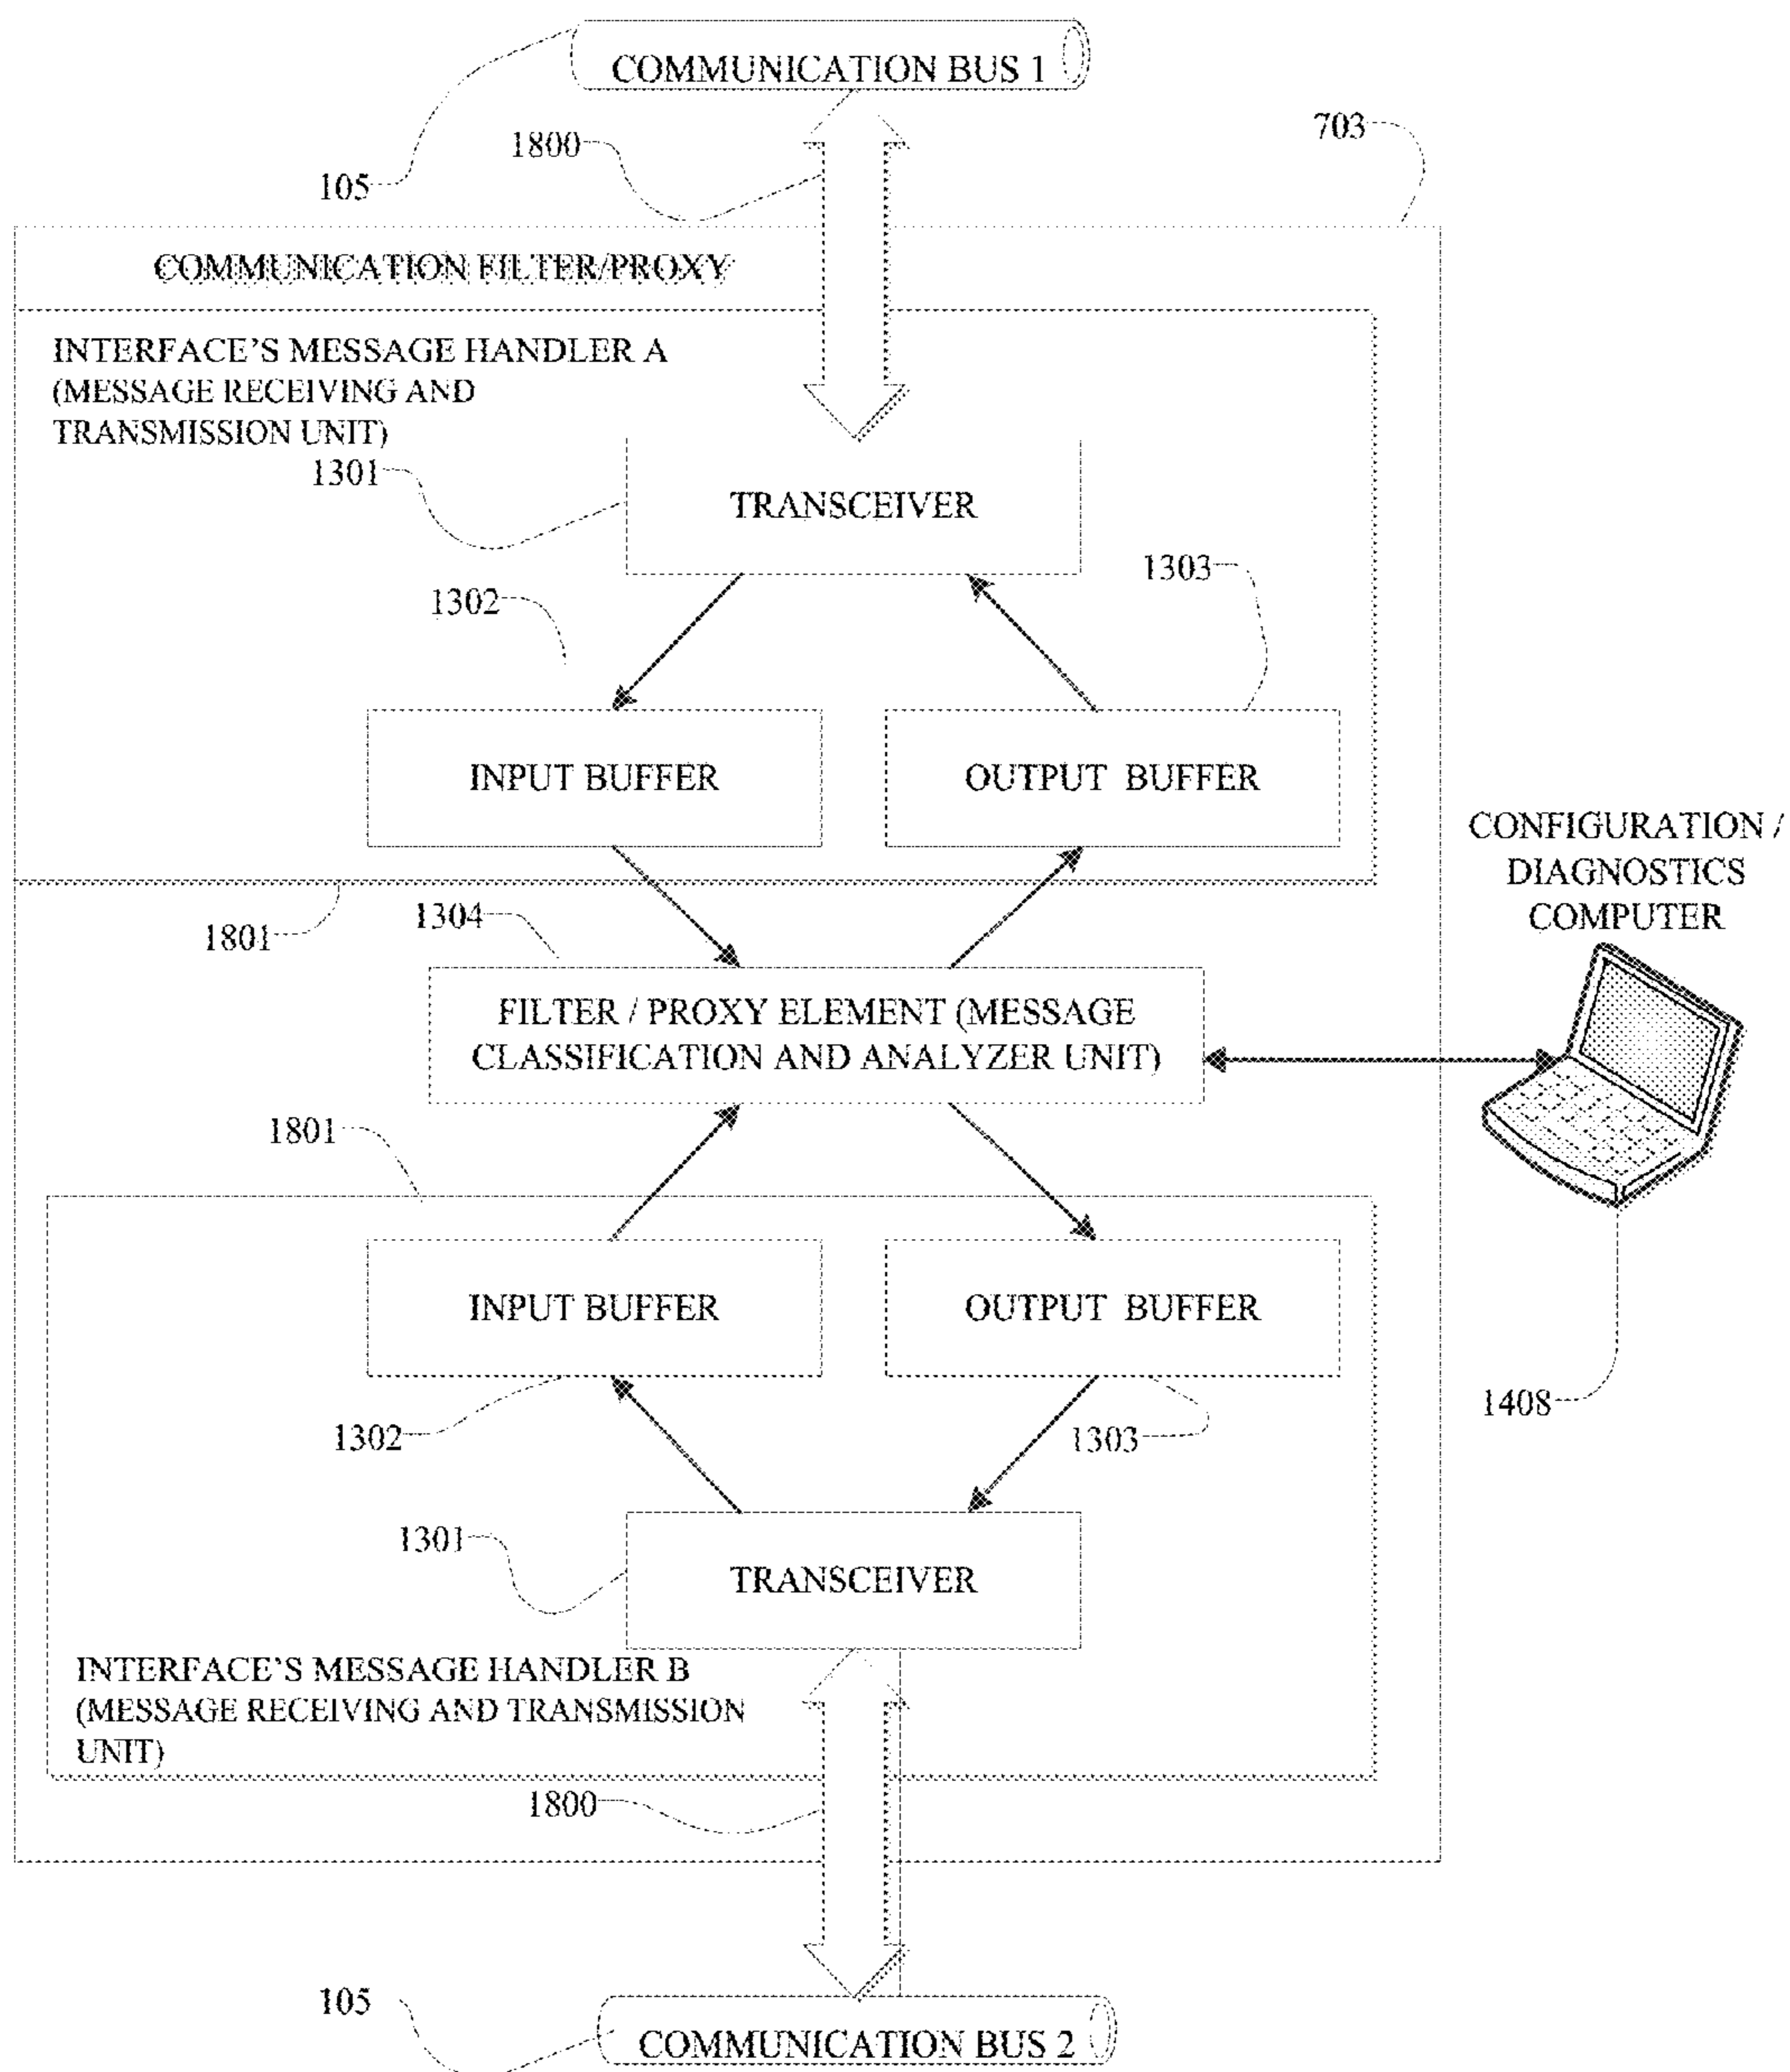 COMMUNICATION BUS 1
703
1800
105
COMMUNICATION FILTER/PROXY
INTERFACE'S MESSAGE HANDLER A
(MESSAGE RECEIVING AND
TRANSMISSION UNIT)
1301
TRANSCEIVER
1303
1302
INPUT BUFFER
OUTPUT BUFFER
CONFIGURATION /
DIAGNOSTICS
COMPUTER
1304
1801
FILTER / PROXY ELEMENT (MESSAGE
CLASSIFICATION AND ANALYZER UNIT)
1801
INPUT BUFFER
OUTPUT BUFFER
1408
1302
1303
1301
TRANSCEIVER
INTERFACE'S MESSAGE HANDLER B
(MESSAGE RECEIVING AND TRANSMISSION
UNIT)
1800
105
COMMUNICATION BUS 2